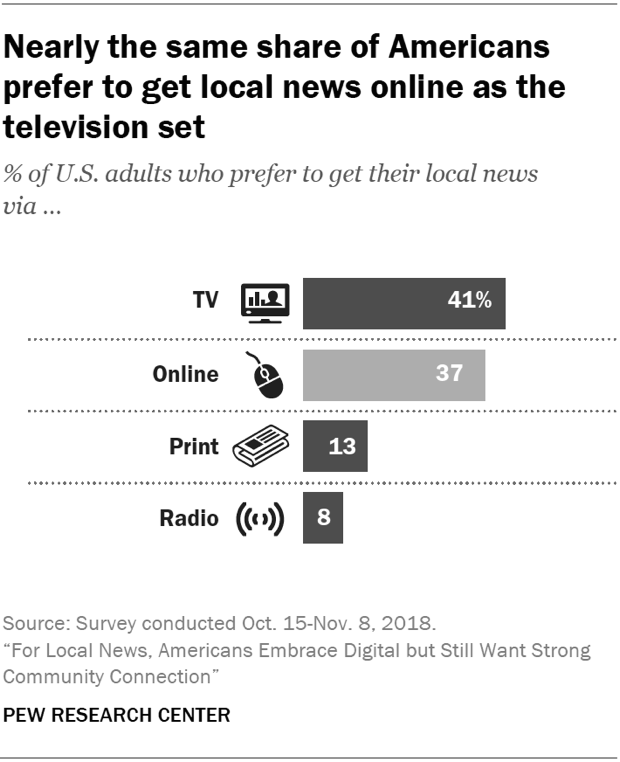 Nearly the same share of Americans
prefer to get local news online as the
television set
% of U.S. adults who prefer to get their local news
via ...
TV 41%
Online 37
Print 13
Radio 8
Source: Survey conducted Oct. 15-Nov. 8, 2018.
“For Local News, Americans Embrace Digital but Still Want Strong
Community Connection”
PEW RESEARCH CENTER